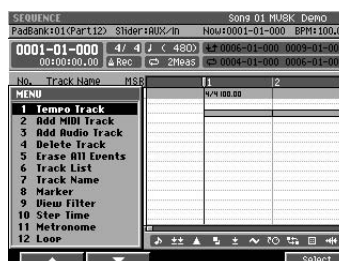 SEQUENCE Song 01 MV8K Demo
PadBank:01(Part12) Slider:AUX/In Now:0001-01-000 BPM:100.
0001-01-000 4/ 4 ♩ ( 480) 0006-01-000 0009-01-00
00:00:00.00 Rec 2Meas 0004-01-000 0006-01-00
No. Track Name MSR 1 2
4/4 100.00
MENU
1 Tempo Track
2 Add MIDI Track
3 Add Audio Track
4 Delete Track
5 Erase All Events
6 Track List
7 Track Name
8 Marker
9 View Filter
10 Step Time
11 Metronome
12 Loop
Select